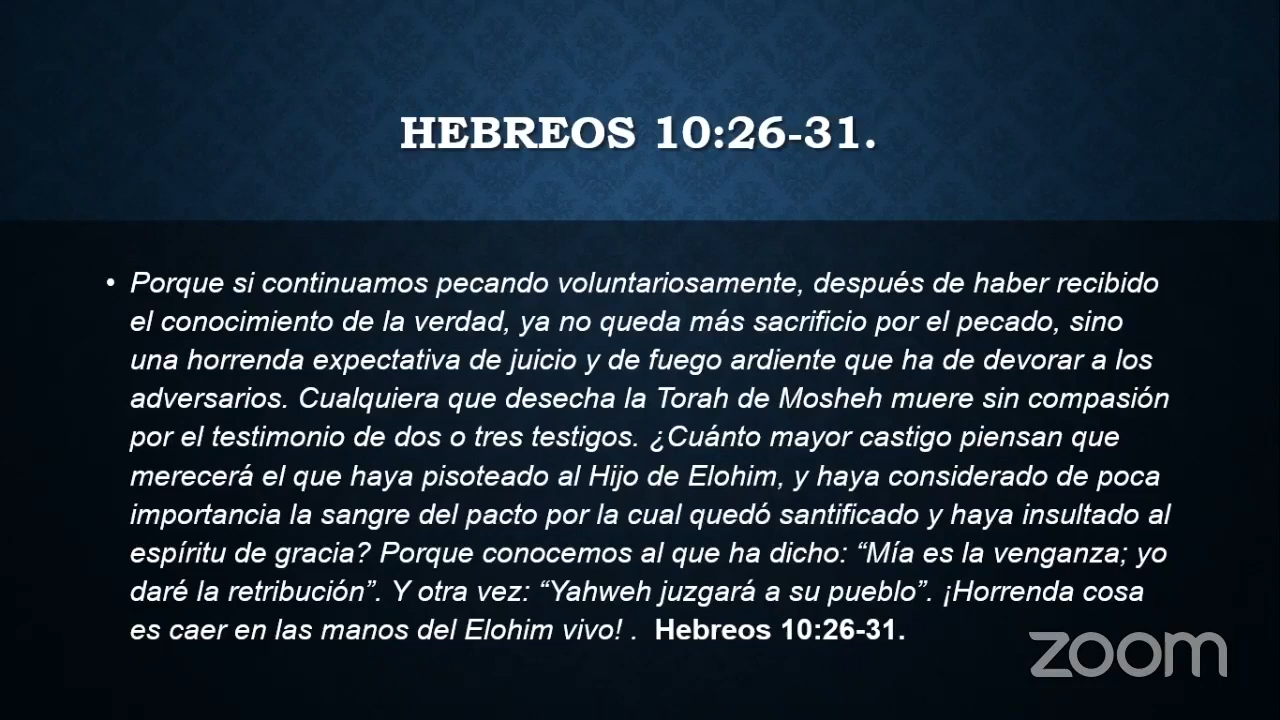 HEBREOS 10:26-31.
• Porque si continuamos pecando voluntariosamente, después de haber recibido
el conocimiento de la verdad, ya no queda más sacrificio por el pecado, sino
una horrenda expectativa de juicio y de fuego ardiente que ha de devorar a los
adversarios. Cualquiera que desecha la Torah de Mosheh muere sin compasión
por el testimonio de dos o tres testigos. ¿Cuánto mayor castigo piensan que
merecerá el que haya pisoteado al Hijo de Elohim, y haya considerado de poca
importancia la sangre del pacto por la cual quedó santificado y haya insultado al
espíritu de gracia? Porque conocemos al que ha dicho: “Mía es la venganza; yo
daré la retribución”. Y otra vez: “Yahweh juzgará a su pueblo”. ¡Horrenda cosa
es caer en las manos del Elohim vivo! . Hebreos 10:26-31.
zoom